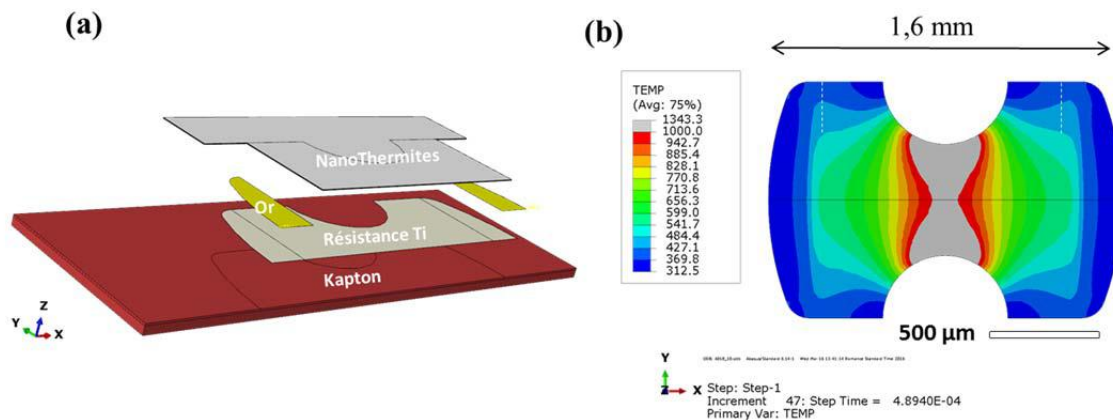 (a)
NanoThermites
Or
Résistance Ti
Kapton
Z
Y
X
(b)
1,6 mm
TEMP
(Avg: 75%)
1343.3
1000.0
942.7
885.4
828.1
770.8
713.6
656.3
599.0
541.7
484.4
427.1
369.8
312.5
500 µm
Y
Z
X
Step: Step-1
Increment 47: Step Time = 4.8940E-04
Primary Var: TEMP